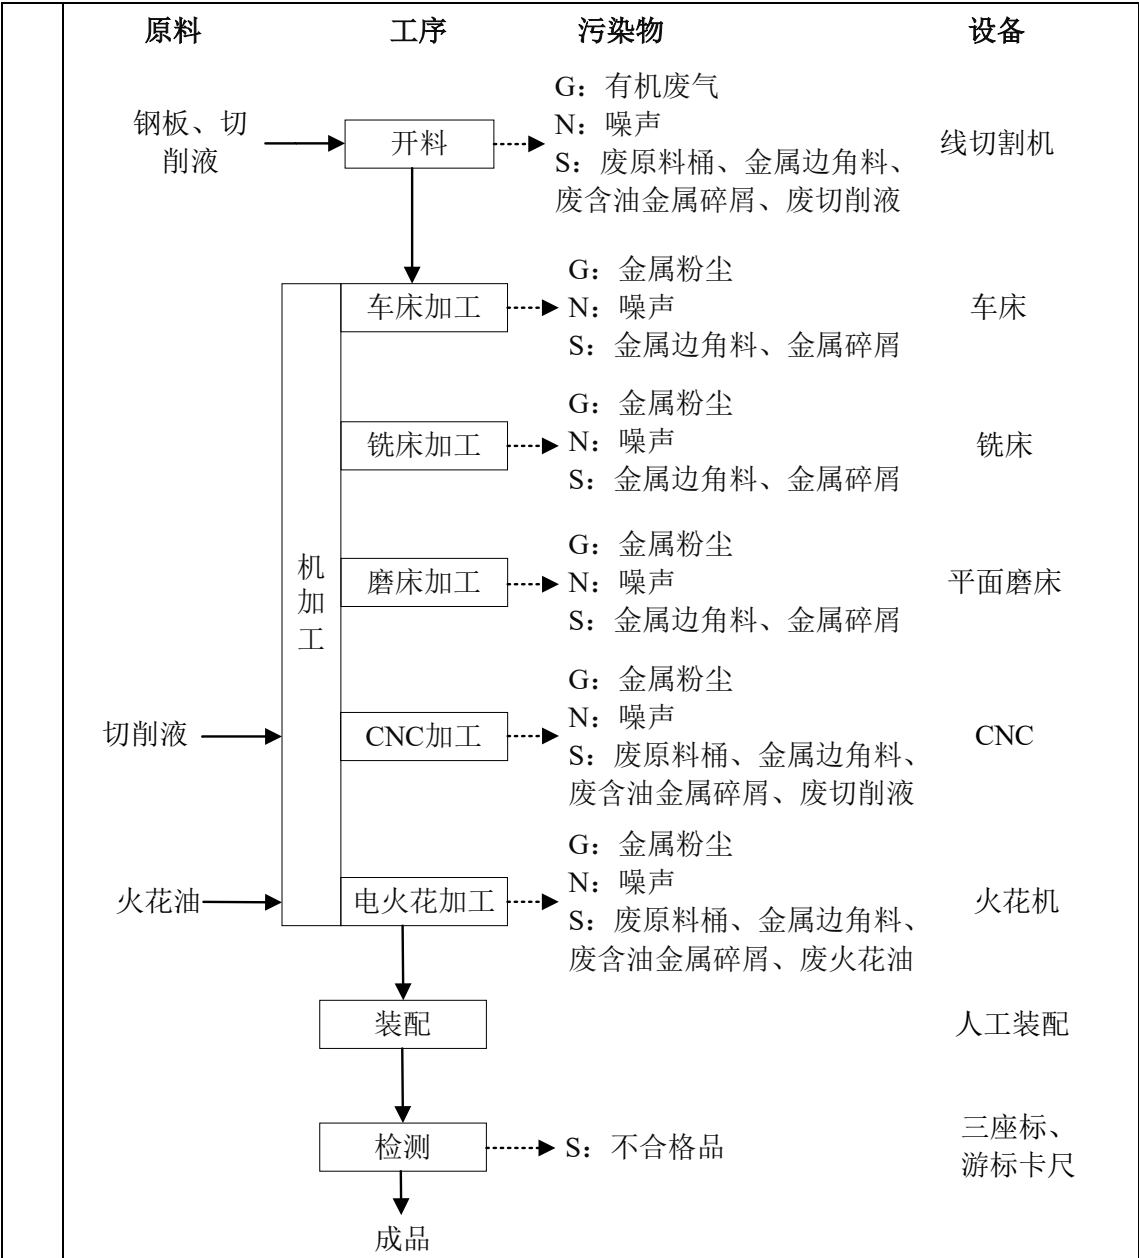 原料 工序 污染物 设备
G：有机废气
钢板、切
削液
开料
N：噪声
S：废原料桶、金属边角料、
废含油金属碎屑、废切削液
线切割机
机加工
G：金属粉尘
车床加工
N：噪声
S：金属边角料、金属碎屑
车床
G：金属粉尘
铣床加工
N：噪声
S：金属边角料、金属碎屑
铣床
G：金属粉尘
磨床加工
N：噪声
S：金属边角料、金属碎屑
平面磨床
切削液
CNC加工
G：金属粉尘
N：噪声
S：废原料桶、金属边角料、
废含油金属碎屑、废切削液
CNC
火花油
电火花加工
G：金属粉尘
N：噪声
S：废原料桶、金属边角料、
废含油金属碎屑、废火花油
火花机
装配
人工装配
检测
S：不合格品
三座标、
游标卡尺
成品